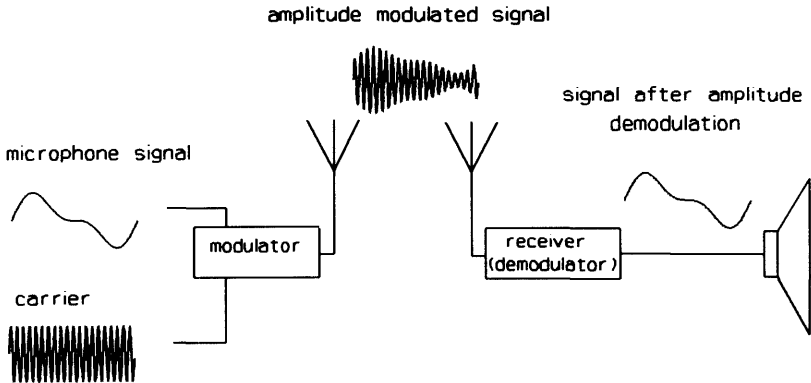 amplitude modulated signal
signal after amplitude
demodulation
microphone signal
modulator
receiver
(demodulator)
carrier